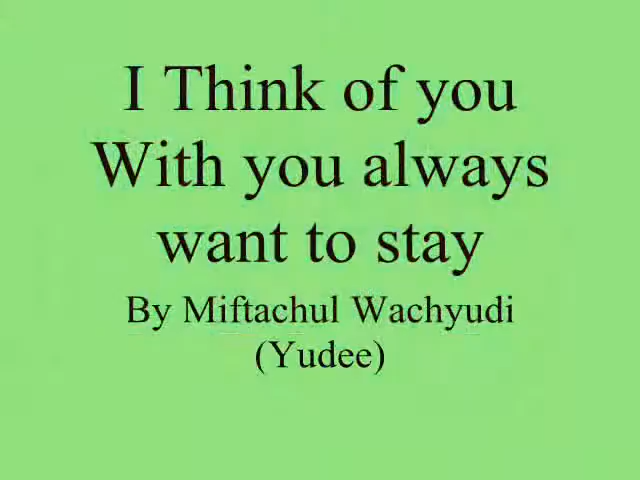 I Think of you
With you always
want to stay
By Miftachul Wachyudi
(Yudee)